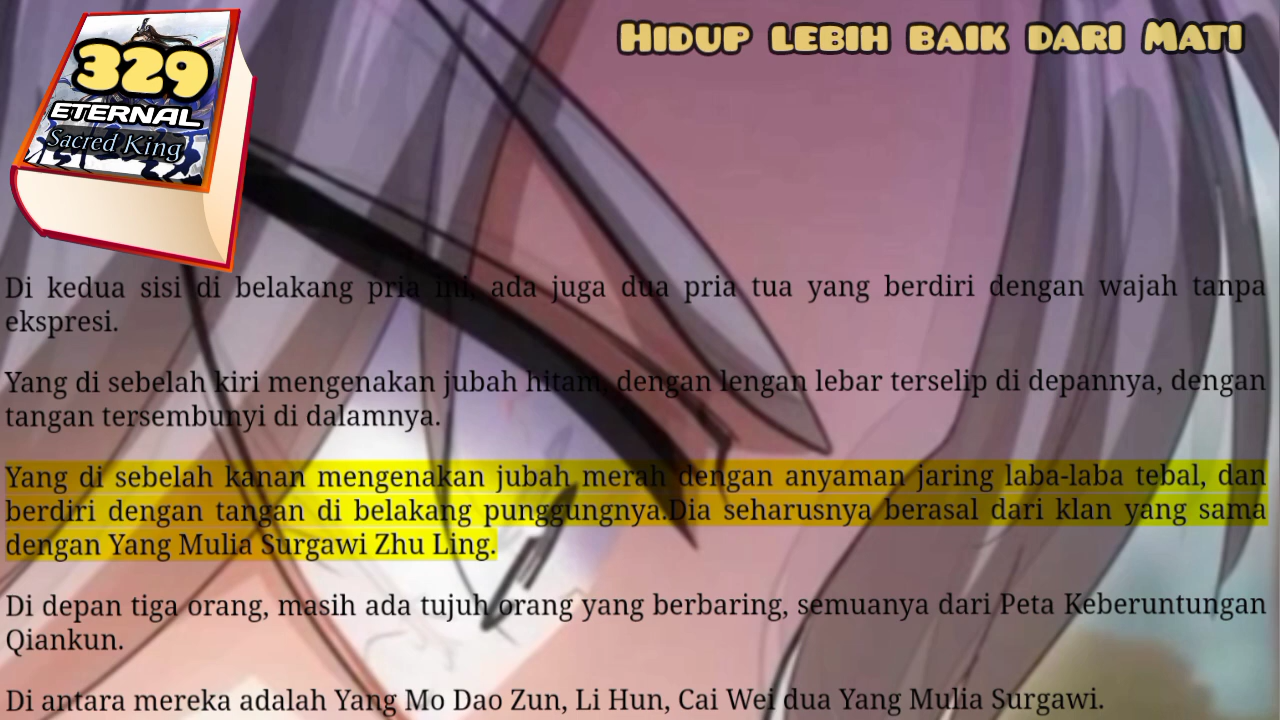 329
ETERNAL
Sacred King
HIDUP LEBIH BAIK DARI MATI
Di kedua sisi di belakang pria ini, ada juga dua pria tua yang berdiri dengan wajah tanpa
ekspresi.
Yang di sebelah kiri mengenakan jubah hitam, dengan lengan lebar terselip di depannya, dengan
tangan tersembunyi di dalamnya.
Yang di sebelah kanan mengenakan jubah merah dengan anyaman jaring laba-laba tebal, dan
berdiri dengan tangan di belakang punggungnya.Dia seharusnya berasal dari klan yang sama
dengan Yang Mulia Surgawi Zhu Ling.
Di depan tiga orang, masih ada tujuh orang yang berbaring, semuanya dari Peta Keberuntungan
Qiankun.
Di antara mereka adalah Yang Mo Dao Zun, Li Hun, Cai Wei dua Yang Mulia Surgawi.